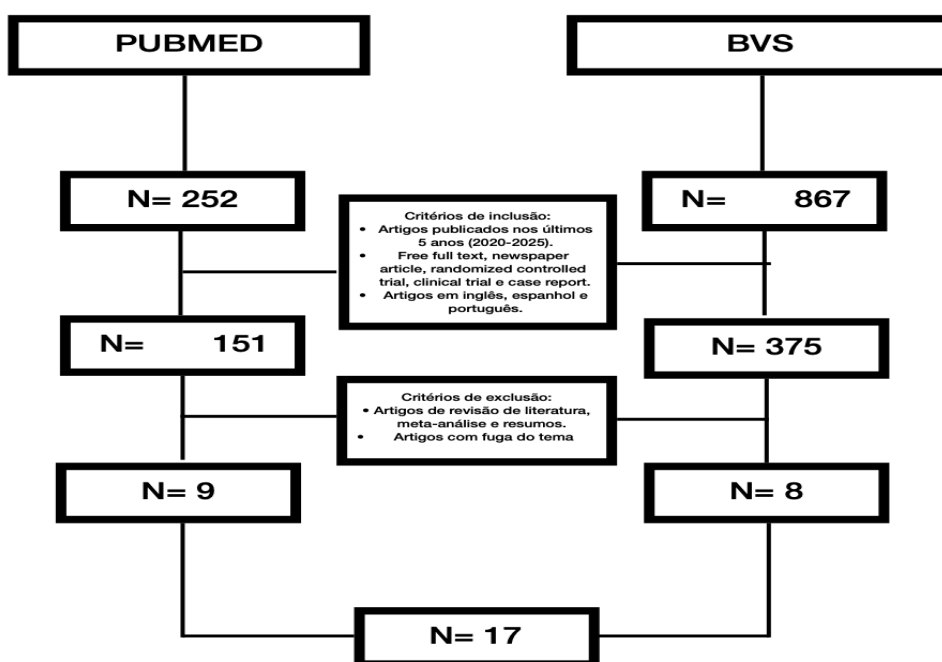 PUBMED
BVS
N= 252
N= 867
Critérios de inclusão:
• Artigos publicados nos últimos
5 anos (2020-2025).
• Free full text, newspaper
article, randomized controlled
trial, clinical trial e case report.
• Artigos em inglês, espanhol e
português.
N= 151
N= 375
Critérios de exclusão:
• Artigos de revisão de literatura,
meta-análise e resumos.
• Artigos com fuga do tema
N= 9
N= 8
N= 17